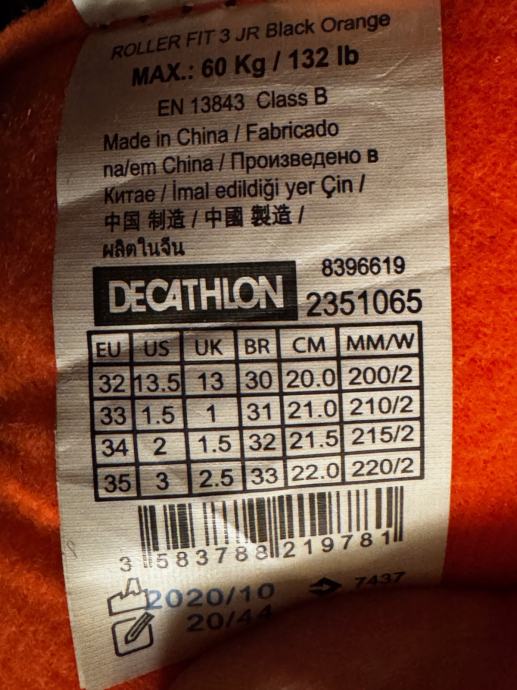 ROLLER FIT 3 JR Black Orange
MAX.: 60 Kg / 132 lb
EN 13843 Class B
Made in China / Fabricado
na/em China / Произведено в
Китае / İmal edildiği yer Çin /
中国 制造 / 中國 製造 /
ผลิตในจีน
8396619
DECATHLON 2351065
EU US UK BR CM MM/W
32 13.5 13 30 20.0 200/2
33 1.5 1 31 21.0 210/2
34 2 1.5 32 21.5 215/2
35 3 2.5 33 22.0 220/2
3 583788 219781
2020/10 7437
20/44